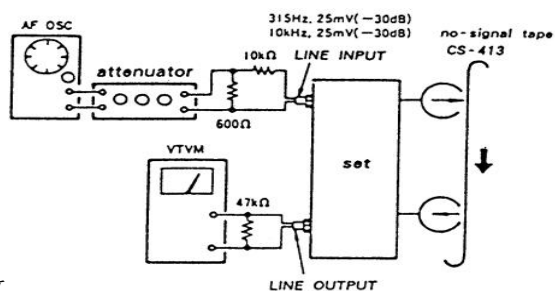 315Hz, 25mV(−30dB)
10kHz, 25mV(−30dB)
AF OSC
attenuator
10kΩ
LINE INPUT
no-signal tape
CS-413
600Ω
VTVM
47kΩ
set
LINE OUTPUT